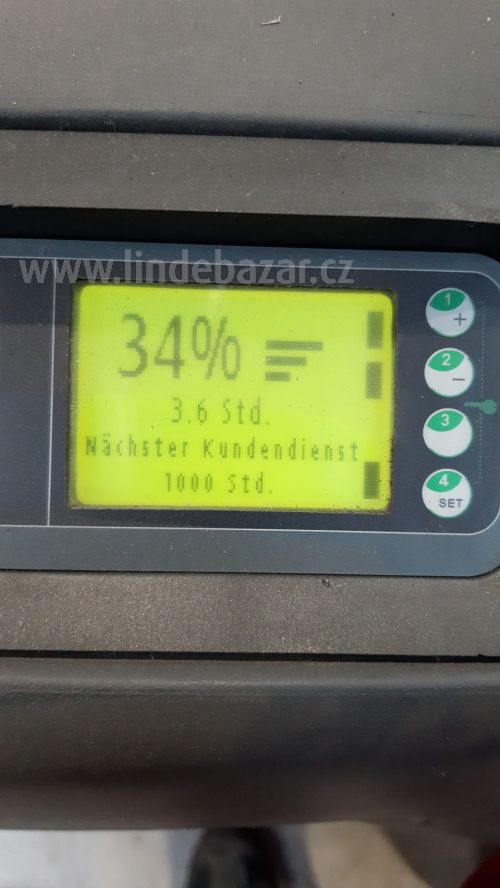 www.lindebazar.cz
34%
3.6 Std.
Nächster Kundendienst
1000 Std.
1
+
2
−
3
4
SET